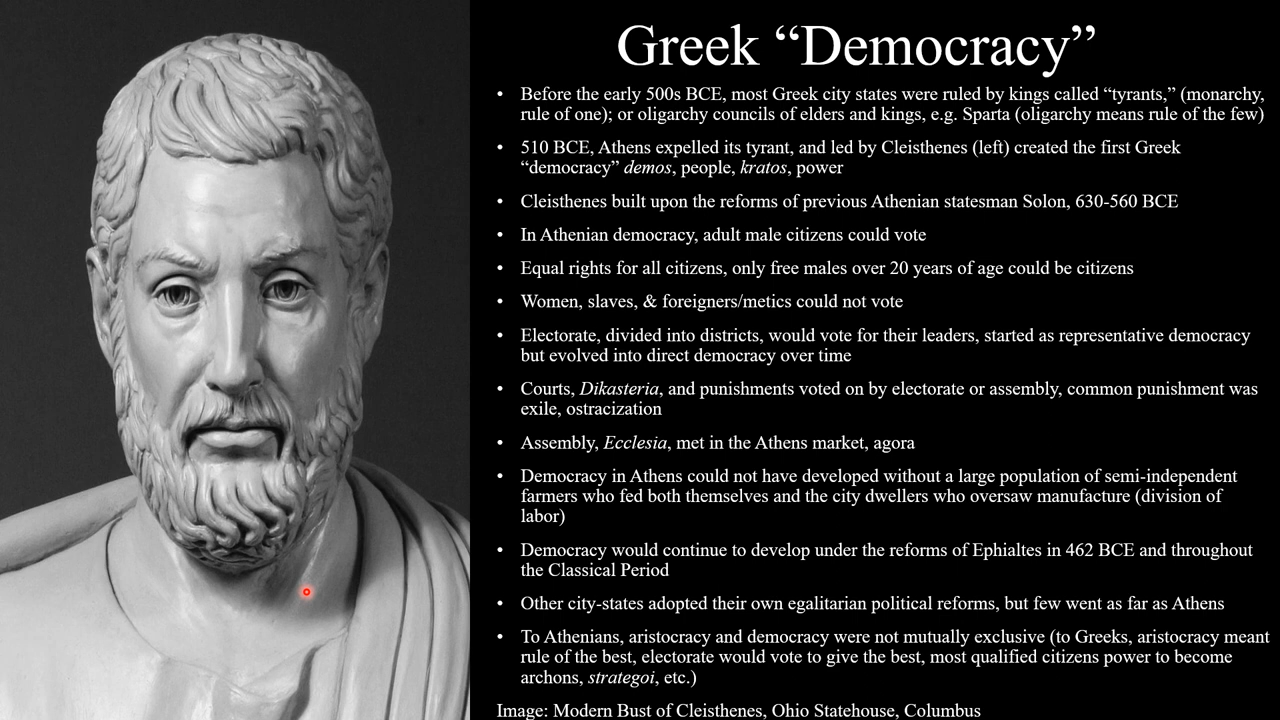 Greek “Democracy”
• Before the early 500s BCE, most Greek city states were ruled by kings called “tyrants,” (monarchy,
rule of one); or oligarchy councils of elders and kings, e.g. Sparta (oligarchy means rule of the few)
• 510 BCE, Athens expelled its tyrant, and led by Cleisthenes (left) created the first Greek
“democracy” demos, people, kratos, power
• Cleisthenes built upon the reforms of previous Athenian statesman Solon, 630-560 BCE
• In Athenian democracy, adult male citizens could vote
• Equal rights for all citizens, only free males over 20 years of age could be citizens
• Women, slaves, & foreigners/metics could not vote
• Electorate, divided into districts, would vote for their leaders, started as representative democracy
but evolved into direct democracy over time
• Courts, Dikasteria, and punishments voted on by electorate or assembly, common punishment was
exile, ostracization
• Assembly, Ecclesia, met in the Athens market, agora
• Democracy in Athens could not have developed without a large population of semi-independent
farmers who fed both themselves and the city dwellers who oversaw manufacture (division of
labor)
• Democracy would continue to develop under the reforms of Ephialtes in 462 BCE and throughout
the Classical Period
• Other city-states adopted their own egalitarian political reforms, but few went as far as Athens
• To Athenians, aristocracy and democracy were not mutually exclusive (to Greeks, aristocracy meant
rule of the best, electorate would vote to give the best, most qualified citizens power to become
archons, strategoi, etc.)
Image: Modern Bust of Cleisthenes, Ohio Statehouse, Columbus